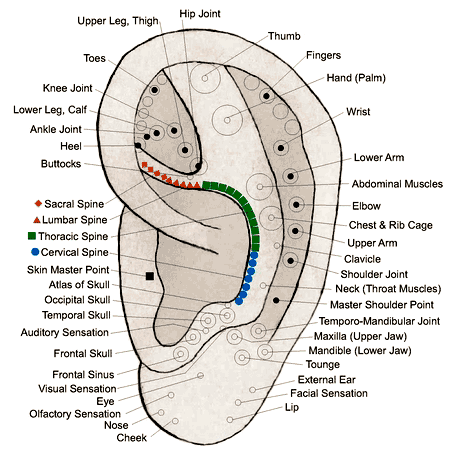 Hip Joint
Upper Leg, Thigh
Thumb
Toes
Fingers
Knee Joint
Hand (Palm)
Lower Leg, Calf
Wrist
Ankle Joint
Heel
Lower Arm
Buttocks
Abdominal Muscles
Sacral Spine
Elbow
Lumbar Spine
Chest & Rib Cage
Thoracic Spine
Upper Arm
Cervical Spine
Clavicle
Skin Master Point
Shoulder Joint
Atlas of Skull
Neck (Throat Muscles)
Occipital Skull
Master Shoulder Point
Temporal Skull
Temporo-Mandibular Joint
Auditory Sensation
Maxilla (Upper Jaw)
Frontal Skull
Mandible (Lower Jaw)
Tounge
Frontal Sinus
External Ear
Visual Sensation
Facial Sensation
Eye
Lip
Olfactory Sensation
Nose
Cheek